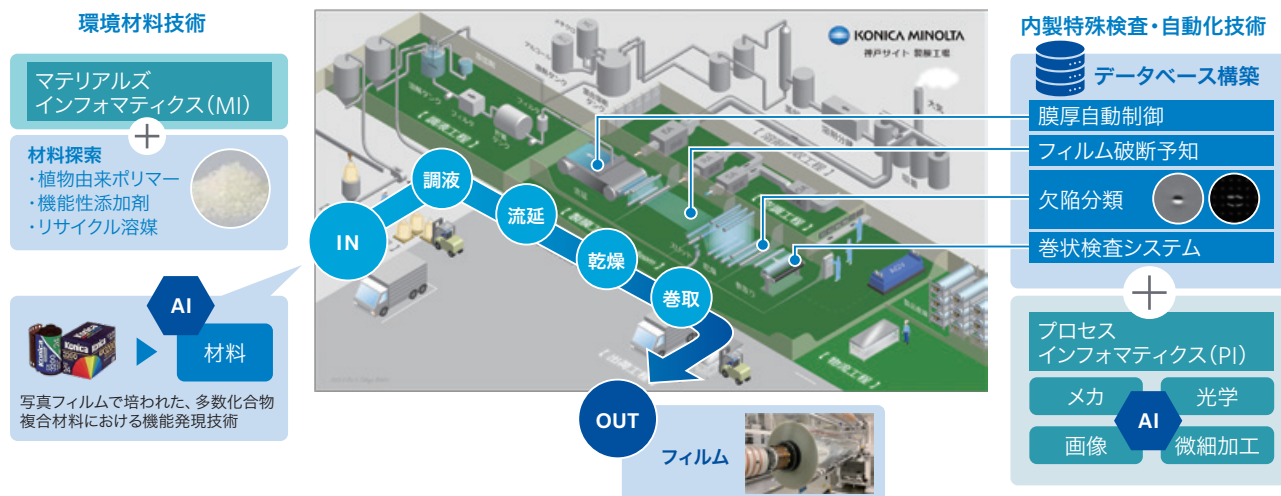 環境材料技術
マテリアルズ
インフォマティクス(MI)
材料探索
・植物由来ポリマー
・機能性添加剤
・リサイクル溶媒
AI
材料
Konica
写真フィルムで培われた、多数化合物
複合材料における機能発現技術
KONICA MINOLTA
神戸サイト 製膜工場
IN
調液
流延
乾燥
巻取
OUT
フィルム
大気
AGV
内製特殊検査・自動化技術
データベース構築
膜厚自動制御
フィルム破断予知
欠陥分類
巻状検査システム
プロセス
インフォマティクス(PI)
メカ
光学
AI
画像
微細加工